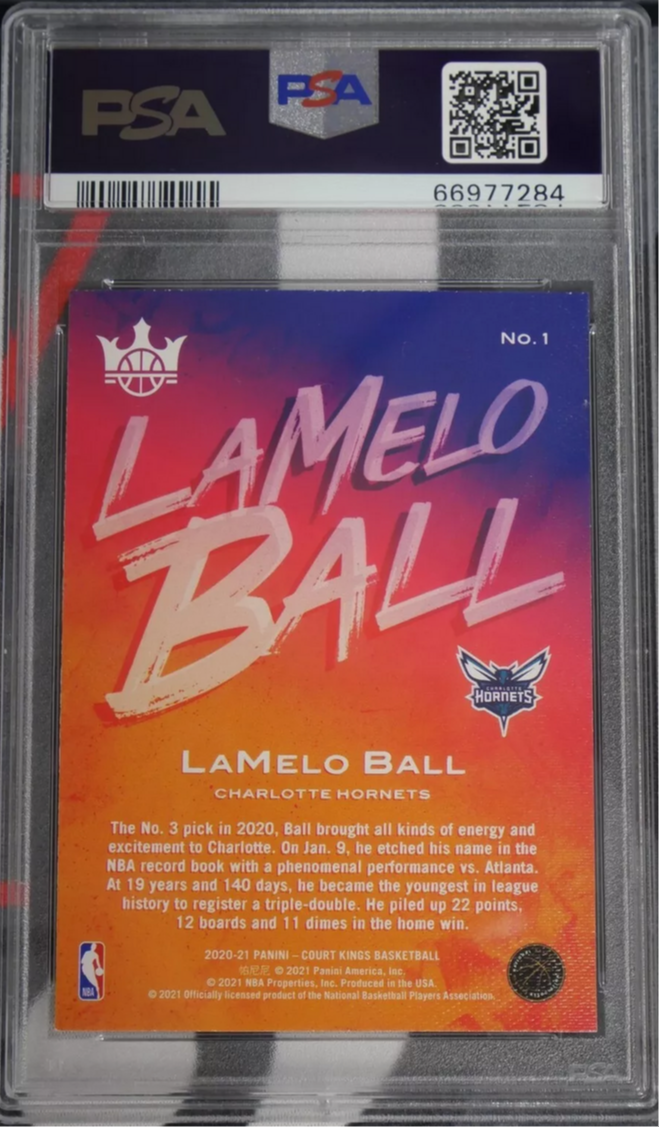 PSA
PSA
66977284
No. 1
LAMELO
BALL
CHARLOTTE
HORNETS
LAMELO BALL
CHARLOTTE HORNETS
The No. 3 pick in 2020, Ball brought all kinds of energy and
excitement to Charlotte. On Jan. 9, he etched his name in the
NBA record book with a phenomenal performance vs. Atlanta.
At 19 years and 140 days, he became the youngest in league
history to register a triple-double. He piled up 22 points,
12 boards and 11 dimes in the home win.
2020-21 PANINI – COURT KINGS BASKETBALL
帕尼尼 © 2021 Panini America, Inc.
© 2021 NBA Properties, Inc. Produced in the USA.
© 2021 Officially licensed product of the National Basketball Players Association.
NBA
PSA